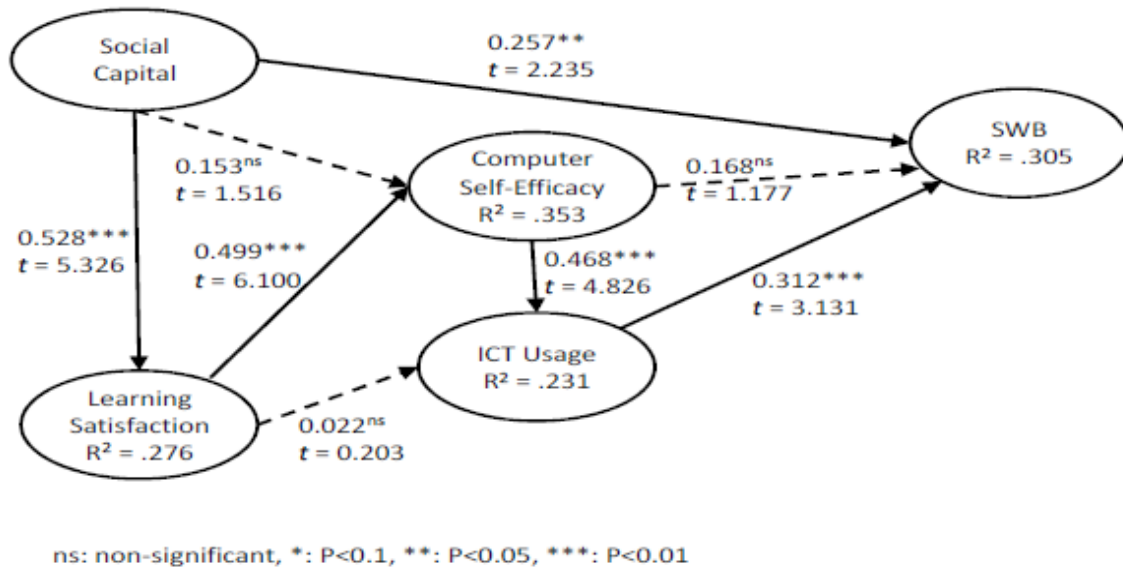 Social
Capital
0.257**
t = 2.235
SWB
R² = .305
0.153ⁿˢ
t = 1.516
Computer
Self-Efficacy
R² = .353
0.168ⁿˢ
t = 1.177
0.528***
t = 5.326
0.499***
t = 6.100
0.468***
t = 4.826
0.312***
t = 3.131
ICT Usage
R² = .231
Learning
Satisfaction
R² = .276
0.022ⁿˢ
t = 0.203
ns: non-significant, *: P<0.1, **: P<0.05, ***: P<0.01